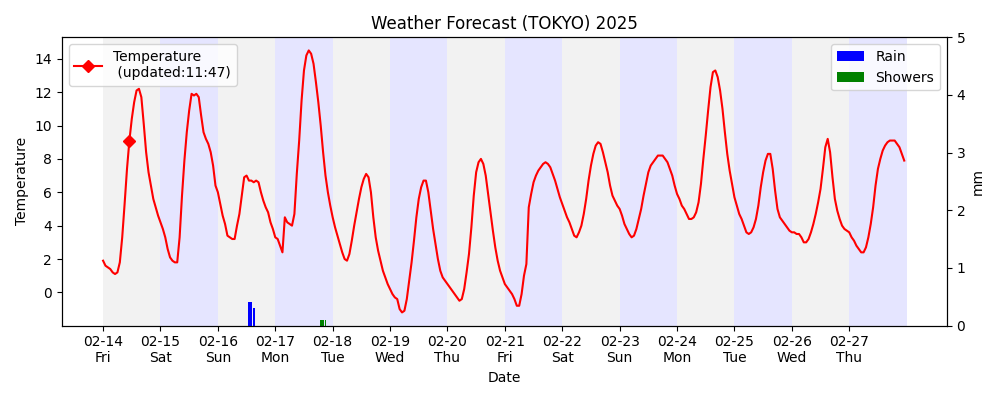 Weather Forecast (TOKYO) 2025
Temperature
(updated:11:47)
Rain
Showers
Temperature
14
12
10
8
6
4
2
0
5
4
3
2
1
0
mm
02-14 02-15 02-16 02-17 02-18 02-19 02-20 02-21 02-22 02-23 02-24 02-25 02-26 02-27
Fri Sat Sun Mon Tue Wed Thu Fri Sat Sun Mon Tue Wed Thu
Date